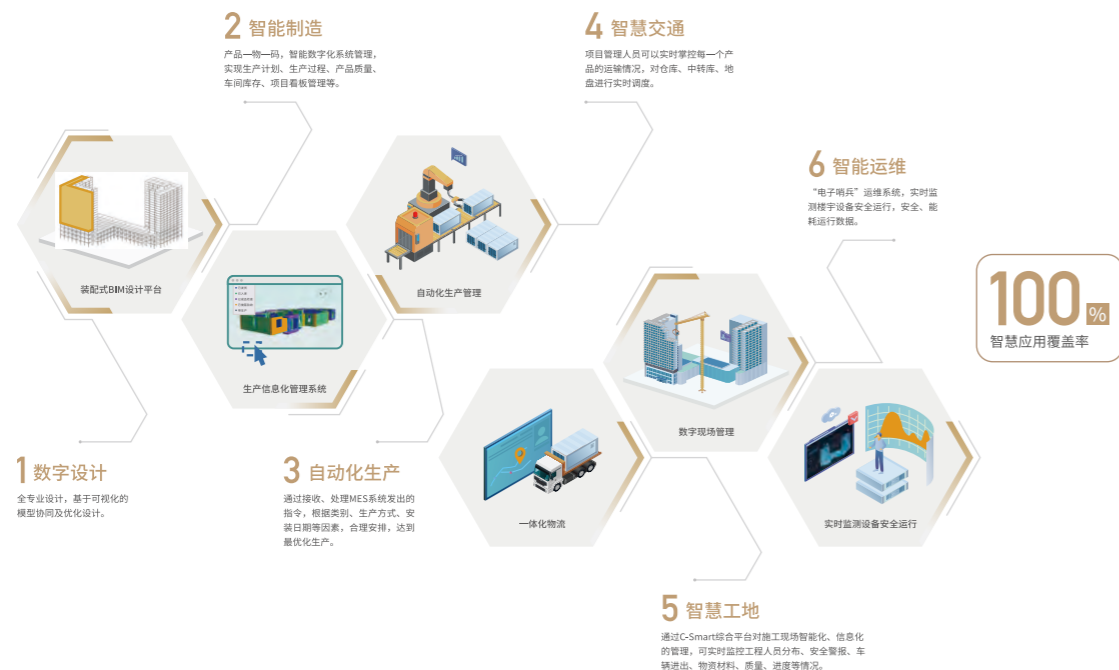 2 智能制造
产品一物一码，智能数字化系统管理，
实现生产计划、生产过程、产品质量、
车间库存、项目看板管理等。
4 智慧交通
项目管理人员可以实时掌控每一个产
品的运输情况，对仓库、中转库、地
盘进行实时调度。
6 智能运维
“电子哨兵”运维系统，实时监
测楼宇设备安全运行，安全、能
耗运行数据。
装配式BIM设计平台
生产信息化管理系统
自动化生产管理
一体化物流
数字现场管理
实时监测设备安全运行
100%
智慧应用覆盖率
1 数字设计
全专业设计，基于可视化的
模型协同及优化设计。
3 自动化生产
通过接收、处理MES系统发出的
指令，根据类别、生产方式、安
装日期等因素，合理安排，达到
最优化生产。
5 智慧工地
通过C-Smart综合平台对施工现场智能化、信息化
的管理，可实时监控工程人员分布、安全警报、车
辆进出、物资材料、质量、进度等情况。